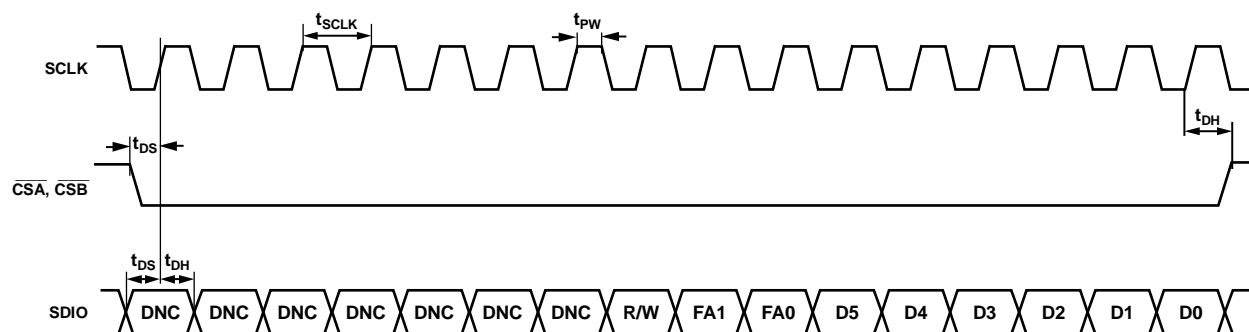 tSCLK
tPW
SCLK
tDH
tDS
CSA, CSB
tDS tDH
SDIO DNC DNC DNC DNC DNC DNC DNC R/W FA1 FA0 D5 D4 D3 D2 D1 D0